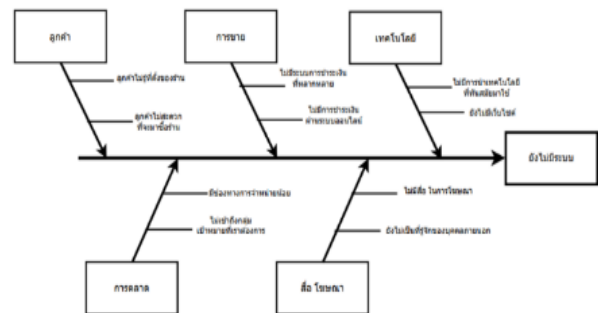 ลูกค้า
การขาย
เทคโนโลยี
ลูกค้าไม่รู้ที่ตั้งของร้าน
ลูกค้าไม่สะดวก
ที่จะมาซื้อร้าน
ไม่มีระบบการชำระเงิน
ที่หลากหลาย
ไม่มีการชำระเงิน
ผ่านระบบออนไลน์
ไม่มีการนำเทคโนโลยี
ที่ทันสมัยมาใช้
ยังไม่มีเว็บไซต์
ยังไม่มีระบบ
มีช่องทางการจำหน่ายน้อย
ไม่เข้าถึงกลุ่ม
เป้าหมายที่เราต้องการ
ไม่มีสื่อ ในการโฆษณา
ยังไม่เป็นที่รู้จักของบุคคลภายนอก
การตลาด
สื่อ โฆษณา